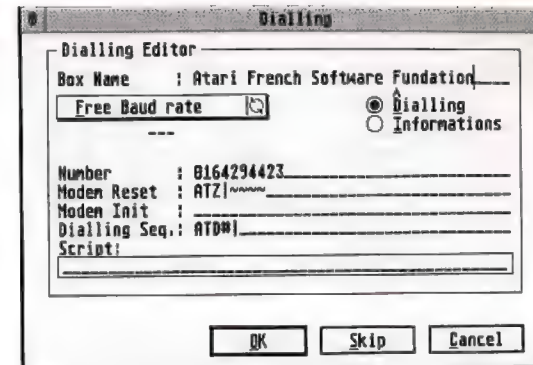 Dialling
Dialling Editor
Box Name : Atari French Software Fundation
Free Baud rate
Dialling
Informations
---
Number : 0164294423
Modem Reset : ATZ|~~~~
Modem Init :
Dialling Seq.: ATD#|
Script:
OK Skip Cancel